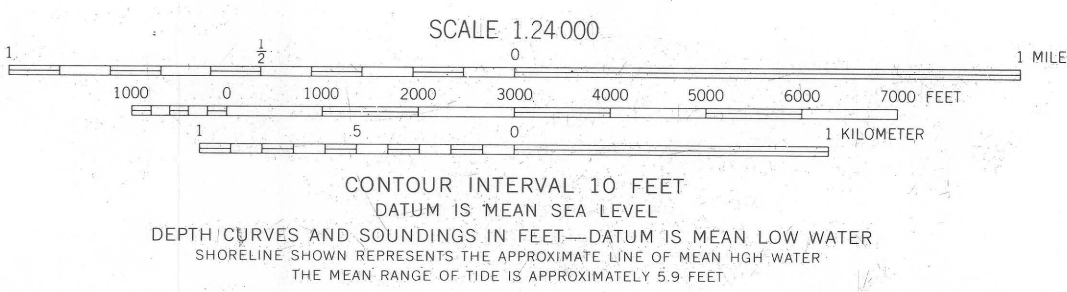 SCALE 1:24 000
1 ½ 0 1 MILE
1000 0 1000 2000 3000 4000 5000 6000 7000 FEET
1 .5 0 1 KILOMETER
CONTOUR INTERVAL 10 FEET
DATUM IS MEAN SEA LEVEL
DEPTH CURVES AND SOUNDINGS IN FEET—DATUM IS MEAN LOW WATER
SHORELINE SHOWN REPRESENTS THE APPROXIMATE LINE OF MEAN HGH WATER
THE MEAN RANGE OF TIDE IS APPROXIMATELY 5.9 FEET